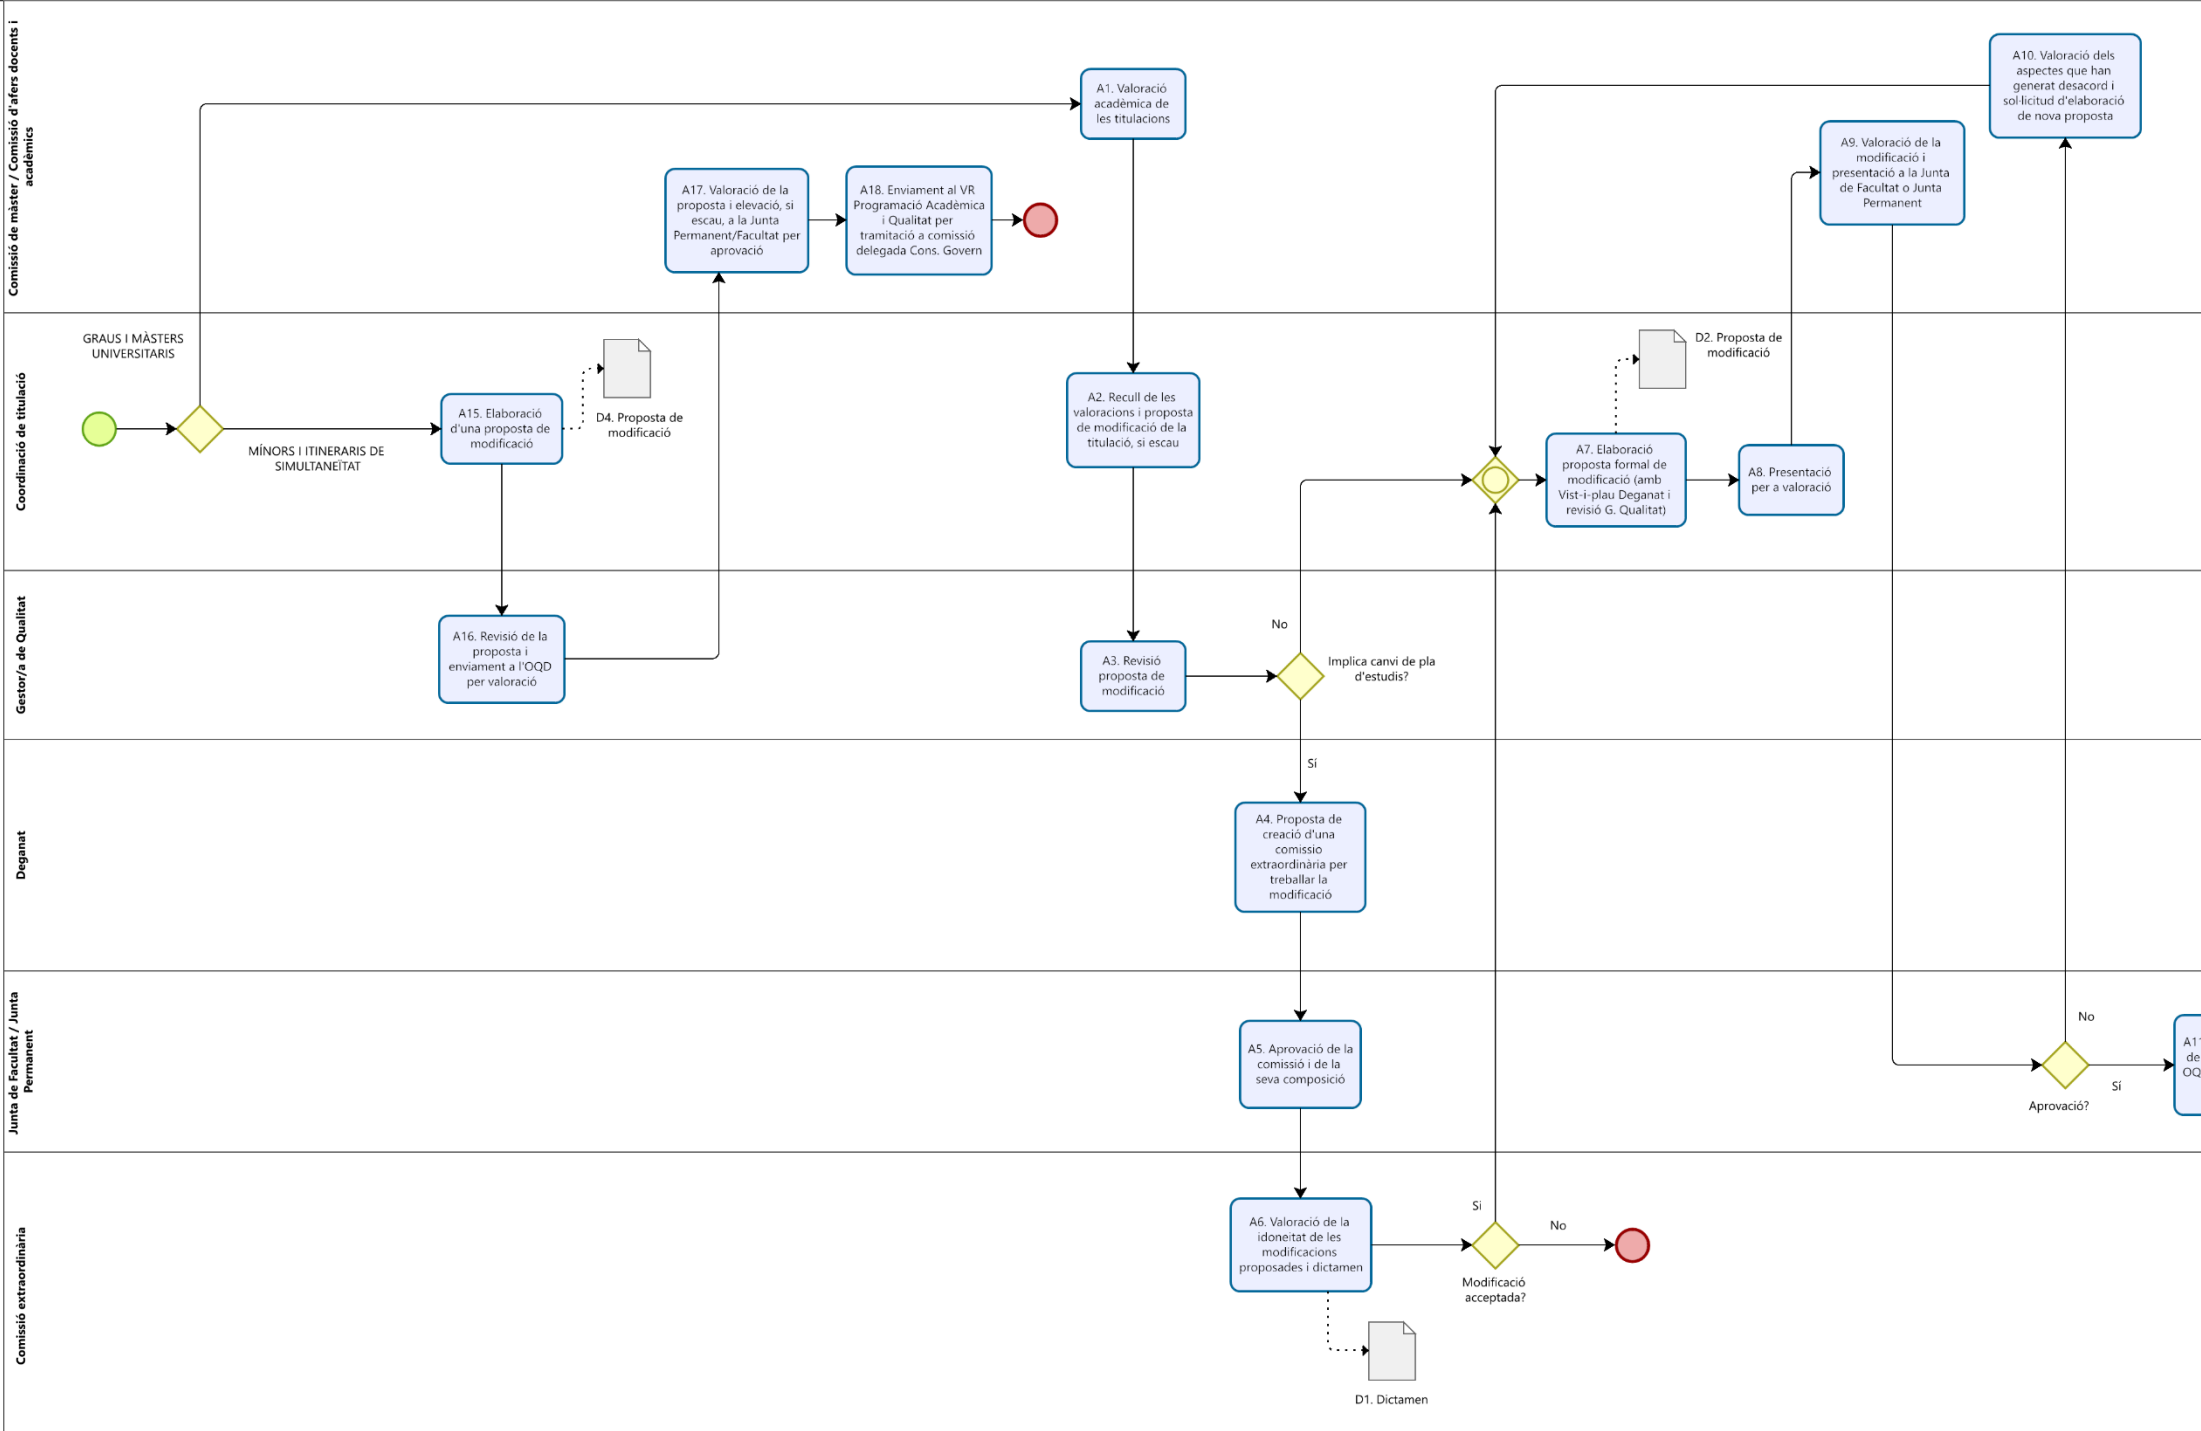 Comissió de màster / Comissió d'afers docents i
acadèmics
A1. Valoració
acadèmica de
les titulacions
A17. Valoració de la
proposta i elevació, si
escau, a la Junta
Permanent/Facultat per
aprovació
A18. Enviament al VR
Programació Acadèmica
i Qualitat per
tramitació a comissió
delegada Cons. Govern
A10. Valoració dels
aspectes que han
generat desacord i
sol·licitud d'elaboració
de nova proposta
A9. Valoració de la
modificació i
presentació a la Junta
de Facultat o Junta
Permanent
Coordinació de titulació
GRAUS I MÀSTERS
UNIVERSITARIS
MÍNORS I ITINERARIS DE
SIMULTANEÏTAT
A15. Elaboració
d'una proposta de
modificació
D4. Proposta de
modificació
A2. Recull de les
valoracions i proposta
de modificació de la
titulació, si escau
D2. Proposta de
modificació
A7. Elaboració
proposta formal de
modificació (amb
Vist-i-plau Deganat i
revisió G. Qualitat)
A8. Presentació
per a valoració
Gestor/a de Qualitat
A16. Revisió de la
proposta i
enviament a l'OQD
per valoració
A3. Revisió
proposta de
modificació
No
Implica canvi de pla
d'estudis?
Sí
Deganat
A4. Proposta de
creació d'una
comissio
extraordinària per
treballar la
modificació
Junta de Facultat / Junta
Permanent
A5. Aprovació de la
comissió i de la
seva composició
No
Sí
Aprovació?
A11
de
OQ
Comissió extraordinària
A6. Valoració de la
idoneitat de les
modificacions
proposades i dictamen
Si
No
Modificació
acceptada?
D1. Dictamen